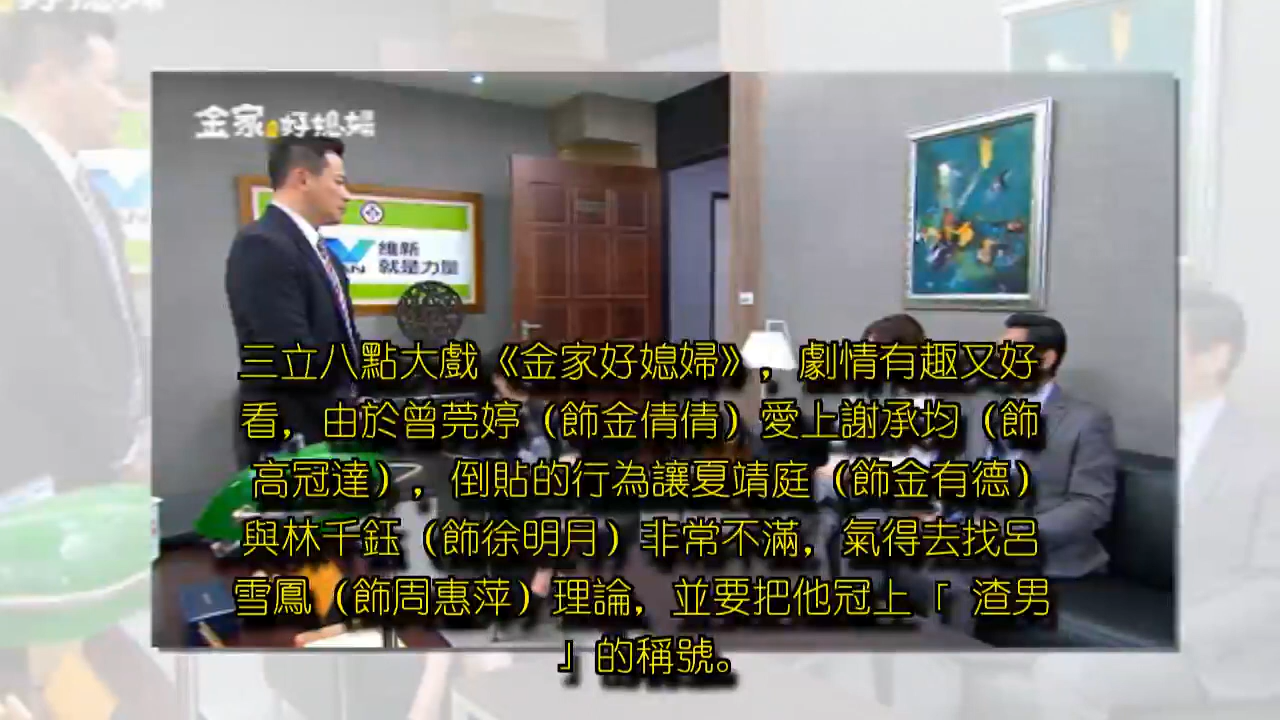 金家好媳婦
維新
就是力量
三立八點大戲《金家好媳婦》，劇情有趣又好
看，由於曾莞婷（飾金倩倩）愛上謝承均（飾
高冠達），倒貼的行為讓夏靖庭（飾金有德）
與林千鈺（飾徐明月）非常不滿，氣得去找呂
雪鳳（飾周惠萍）理論，並要把他冠上「 渣男
」的稱號。